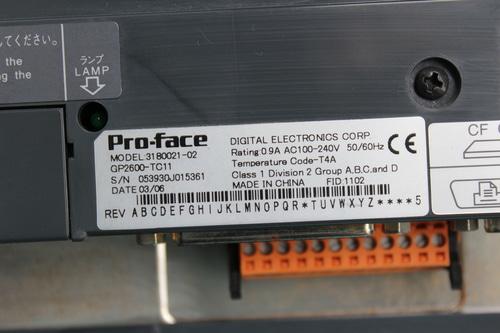 てください。
the
ng the
ランプ
LAMP
Pro-face
MODEL:3180021-02
GP2600-TC11
S/N 053930J015361
DATE 03/06
DIGITAL ELECTRONICS CORP.
Rating 0.9A AC100-240V 50/60Hz
Temperature Code-T4A
Class 1 Division 2 Group A,B,C,and D
MADE IN CHINA FID:1102
CE
REV A B C D E F G H I J K L M N O P Q R * T U V W X Y Z * * * * 5
CF C